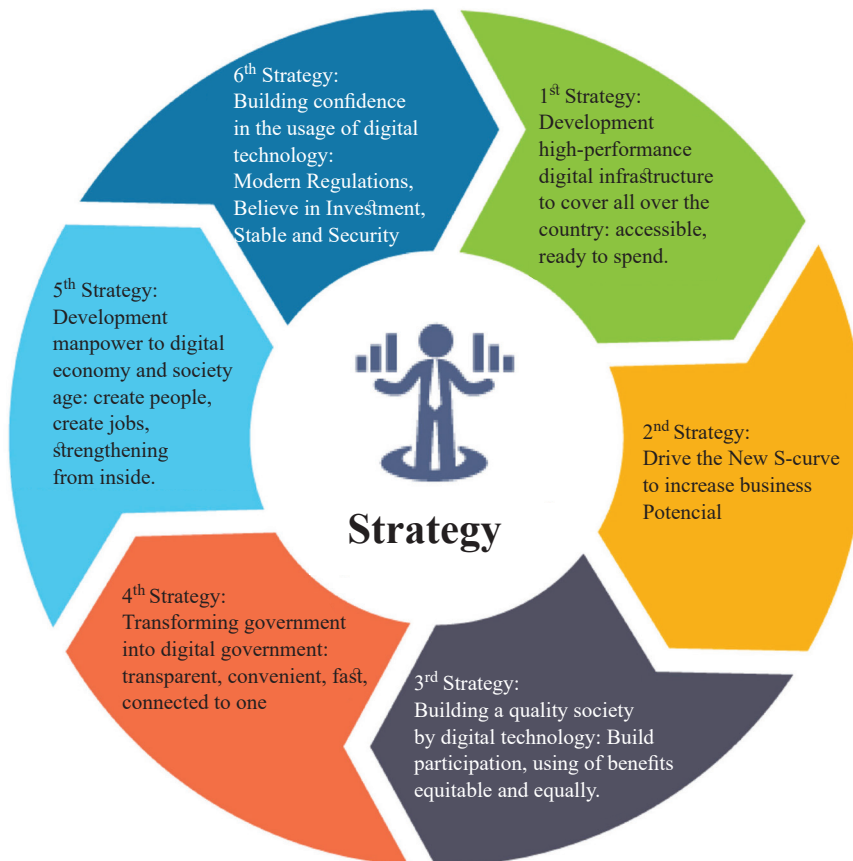 1st Strategy:
Development
high-performance
digital infrastructure
to cover all over the
country: accessible,
ready to spend.
2nd Strategy:
Drive the New S-curve
to increase business
Potencial
3rd Strategy:
Building a quality society
by digital technology: Build
participation, using of benefits
equitable and equally.
4th Strategy:
Transforming government
into digital government:
transparent, convenient, fast,
connected to one
5th Strategy:
Development
manpower to digital
economy and society
age: create people,
create jobs,
strengthening
from inside.
6th Strategy:
Building confidence
in the usage of digital
technology:
Modern Regulations,
Believe in Investment,
Stable and Security
Strategy